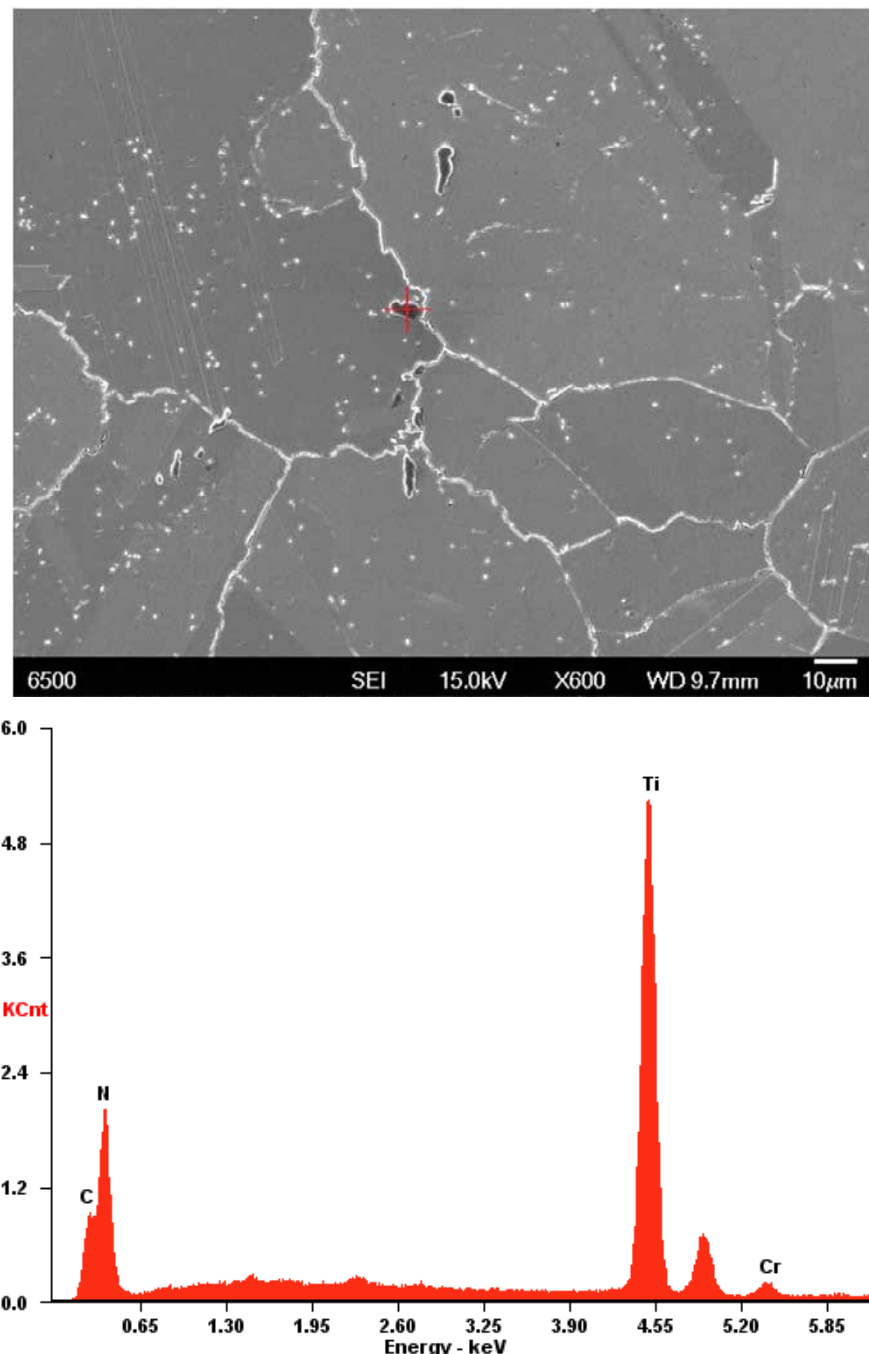 6500 SEI 15.0kV X600 WD 9.7mm 10µm
6.0
Ti
4.8
3.6
KCnt
2.4
N
1.2
C
Cr
0.0
0.65 1.30 1.95 2.60 3.25 3.90 4.55 5.20 5.85
Energy - keV